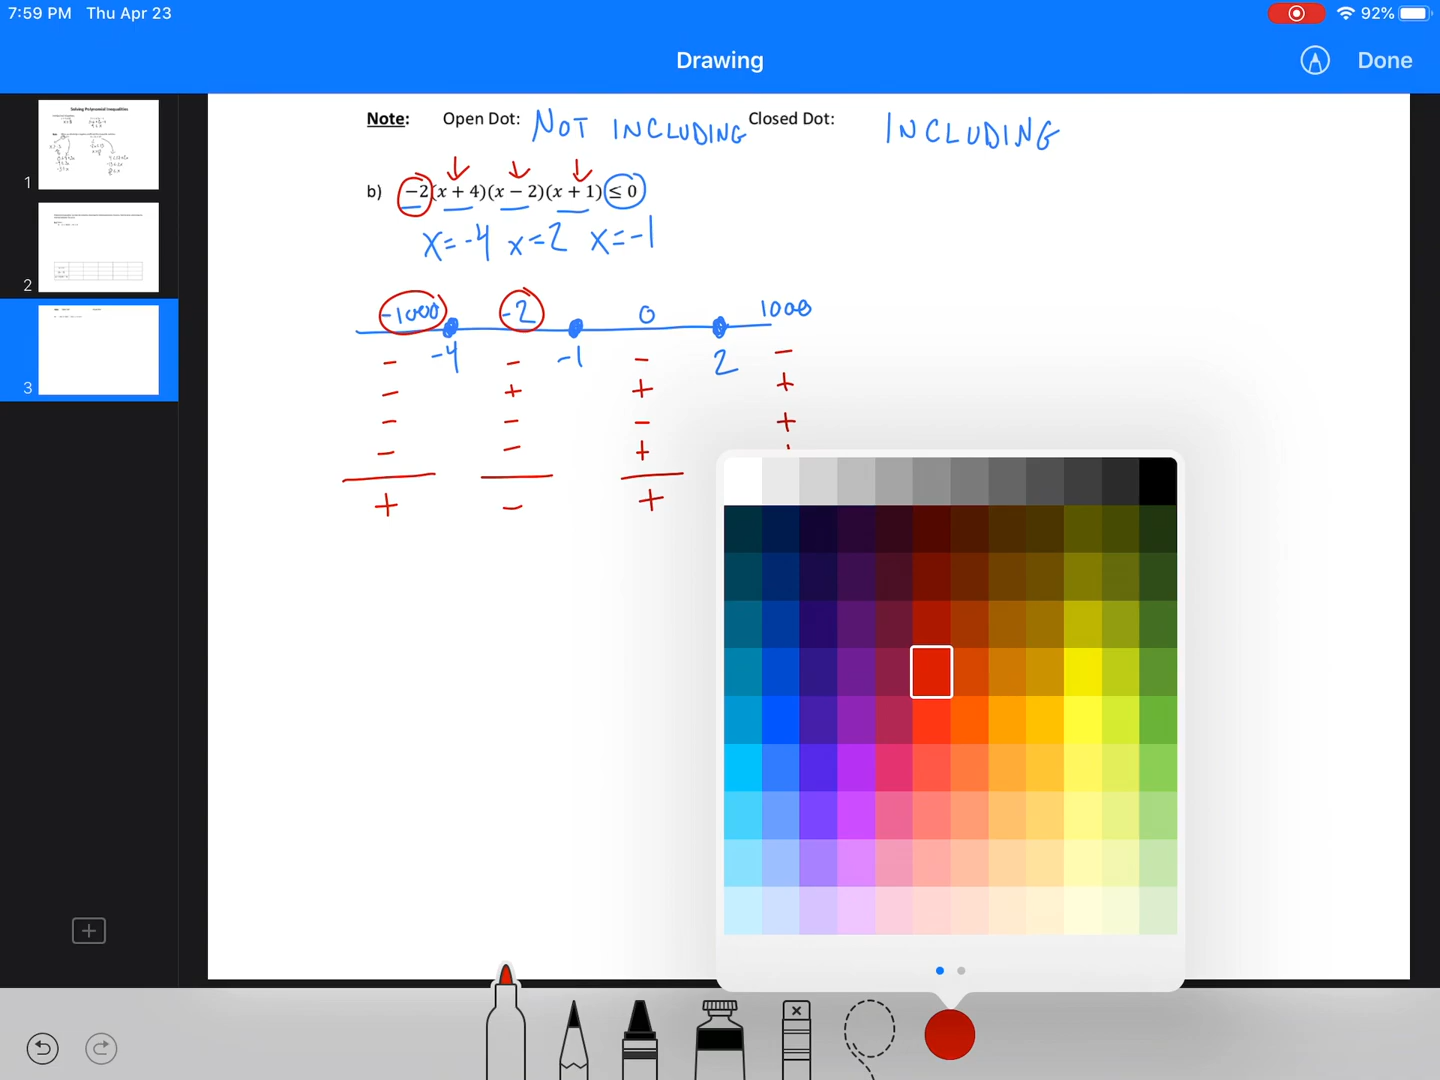 7:59 PM Thu Apr 23 92%
Drawing Done
1
2
3
Note: Open Dot: NOT INCLUDING Closed Dot: INCLUDING
b) −2(x + 4)(x − 2)(x + 1) ≤ 0
x=-4 x=2 x=-1
-1000 -2 0 1000
-4 -1 2
- - - -
- + + +
- - - +
- - +
+ - +